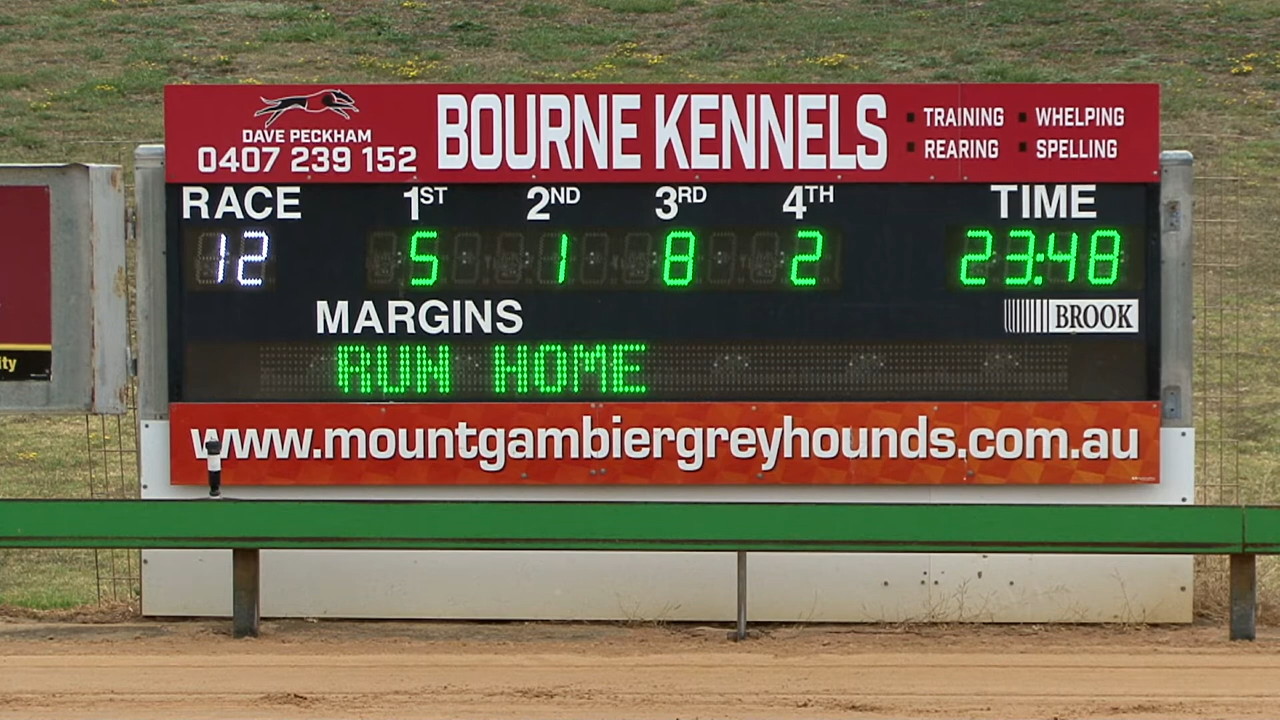 DAVE PECKHAM
0407 239 152
BOURNE KENNELS
TRAINING
WHELPING
REARING
SPELLING
RACE 1ST 2ND 3RD 4TH TIME
12 5 1 8 2 23:48
MARGINS
BROOK
RUN HOME
ity
www.mountgambiergreyhounds.com.au